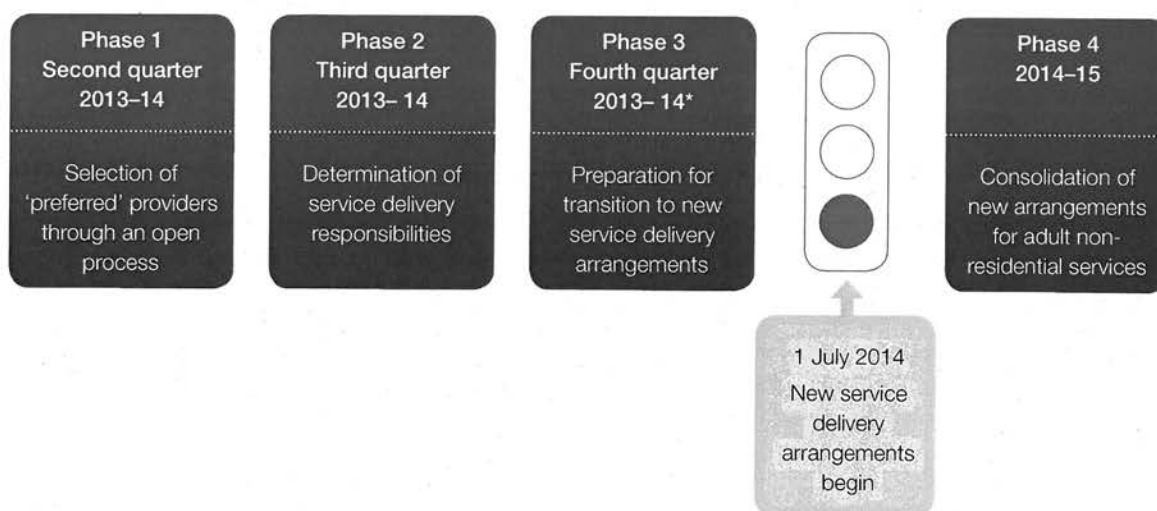 Phase 1
Second quarter
2013–14
Selection of
‘preferred’ providers
through an open
process
Phase 2
Third quarter
2013– 14
Determination of
service delivery
responsibilities
Phase 3
Fourth quarter
2013– 14*
Preparation for
transition to new
service delivery
arrangements
1 July 2014
New service
delivery
arrangements
begin
Phase 4
2014–15
Consolidation of
new arrangements
for adult non-
residential services